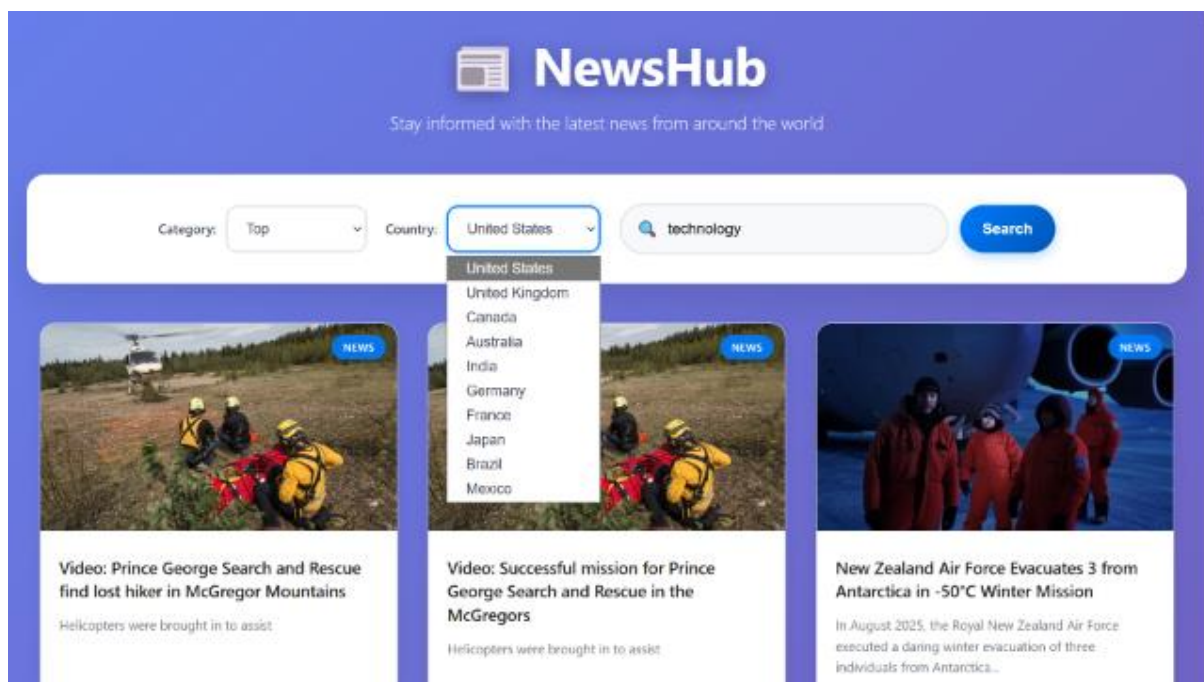 NewsHub
Stay informed with the latest news from around the world
Category: Top Country: United States technology Search
United States
United Kingdom
Canada
Australia
India
Germany
France
Japan
Brazil
Mexico
NEWS NEWS NEWS
Video: Prince George Search and Rescue
find lost hiker in McGregor Mountains
Helicopters were brought in to assist
Video: Successful mission for Prince
George Search and Rescue in the
McGregors
Helicopters were brought in to assist
New Zealand Air Force Evacuates 3 from
Antarctica in -50°C Winter Mission
In August 2025, the Royal New Zealand Air Force
executed a daring winter evacuation of three
individuals from Antarctica...